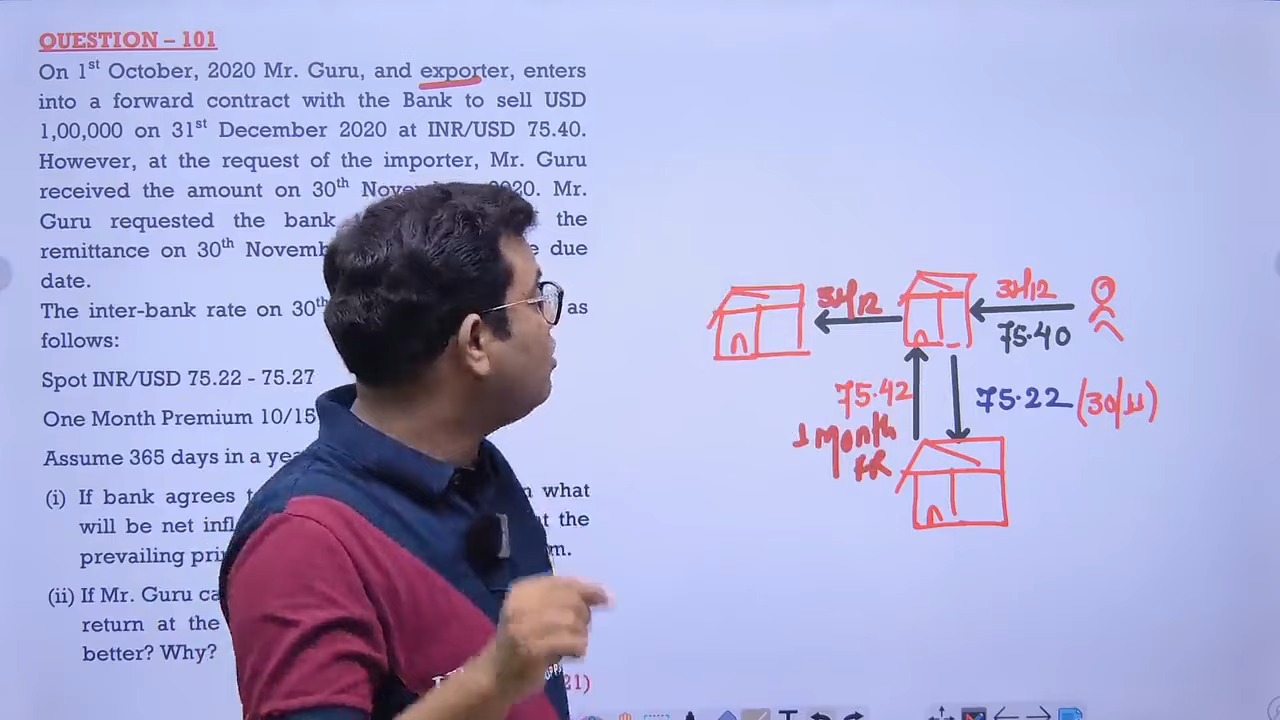 QUESTION – 101
On 1st October, 2020 Mr. Guru, and exporter, enters
into a forward contract with the Bank to sell USD
1,00,000 on 31st December 2020 at INR/USD 75.40.
However, at the request of the importer, Mr. Guru
received the amount on 30th 2020. Mr.
Guru requested the bank the
remittance on 30th due
date.
The inter-bank rate on 30th as
follows:
Spot INR/USD 75.22 - 75.27
One Month Premium 10/15
Assume 365 days in a
(i) If bank agrees what
will be net the
prevailing
(ii) If Mr. Guru
return at the
better? Why?
21)
31/12
31/12
75.40
75.42
75.22 (30/11)
1 month
FR